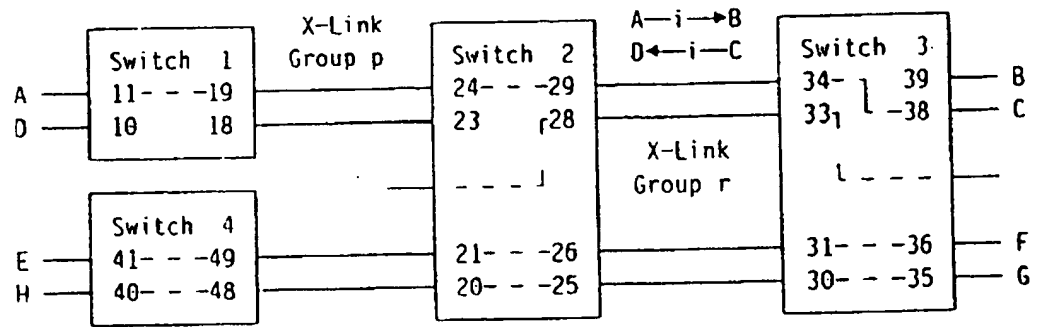 X-Link
Group p
A—i—►B
D◄—i—C
Switch 1
11- - -19
10 18
A
D
Switch 2
24- - -29
23 ┌28
- - - ┘
21- - -26
20- - -25
Switch 3
34- ┐ 39
33┐ └ -38
└ - - -
31- - -36
30- - -35
B
C
F
G
X-Link
Group r
Switch 4
41- - -49
40- - -48
E
H